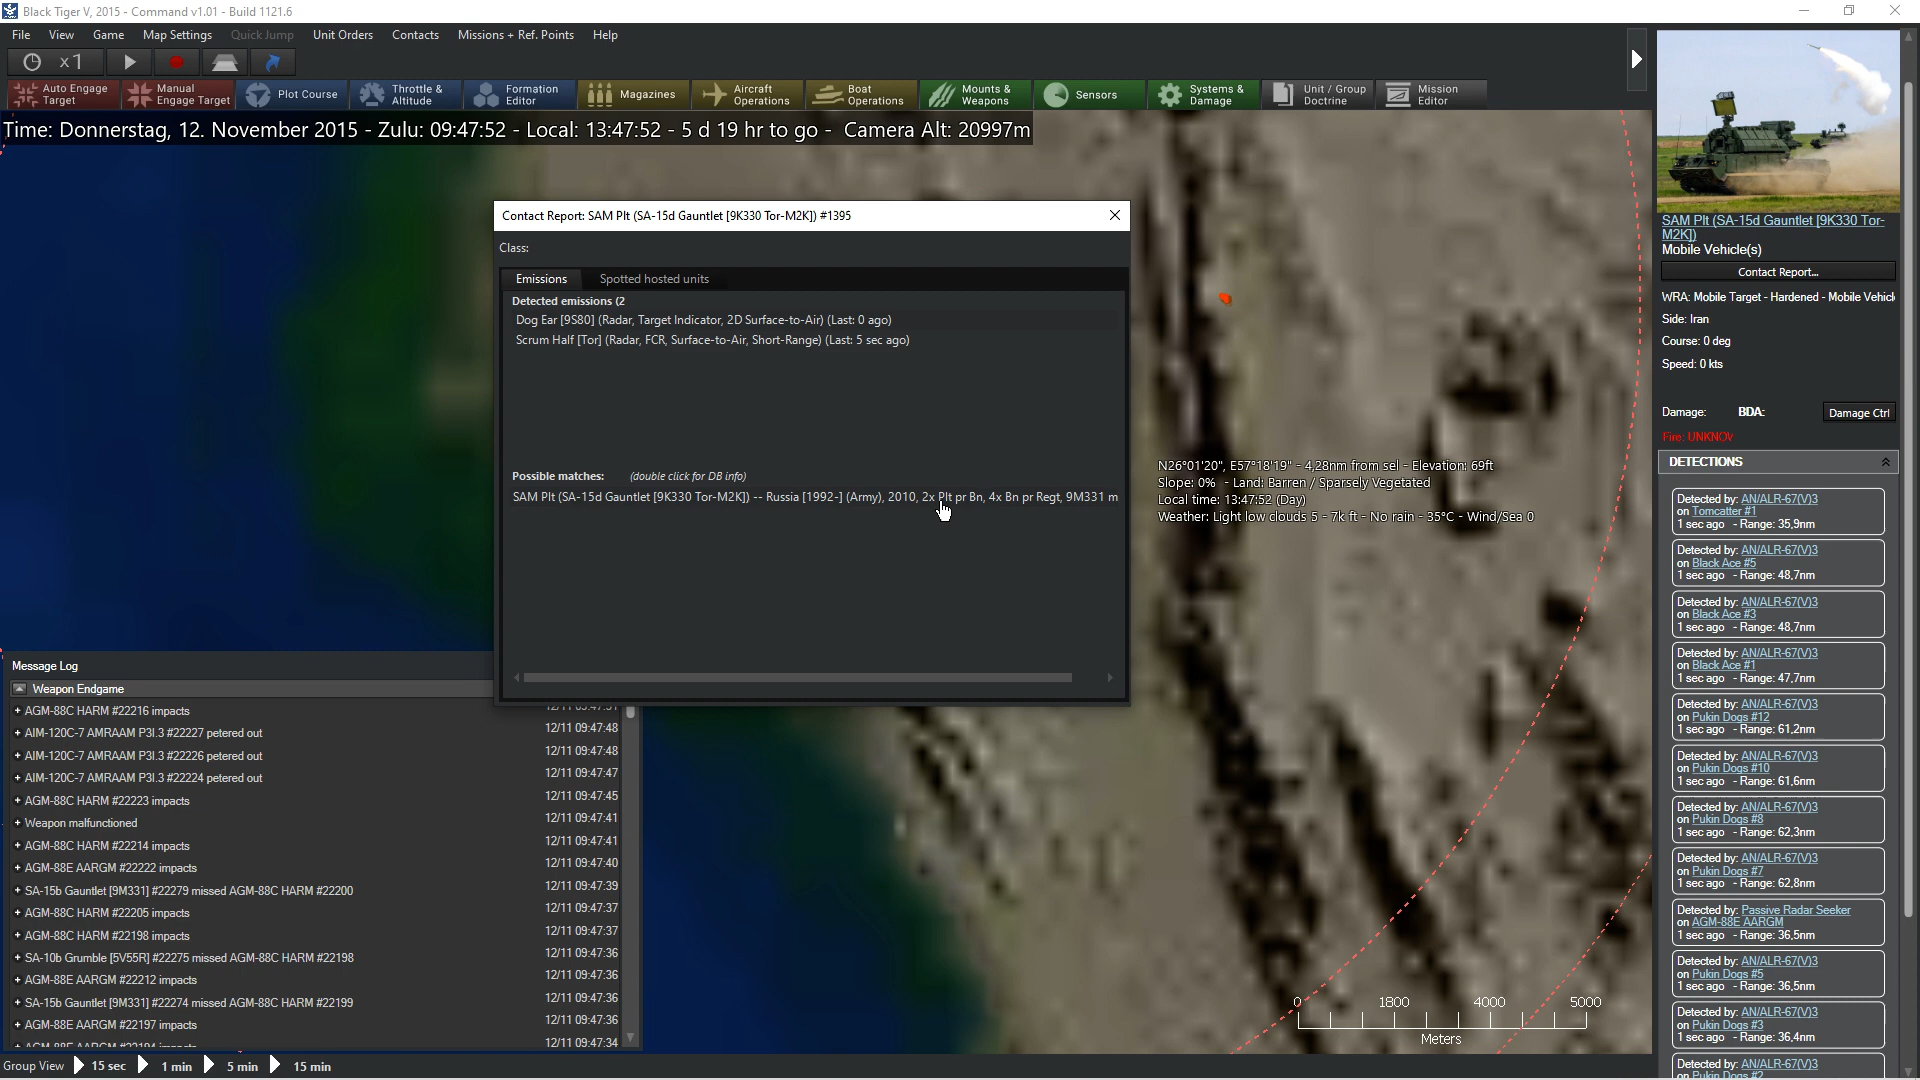 Black Tiger V, 2015 - Command v1.01 - Build 1121.6
File View Game Map Settings Quick Jump Unit Orders Contacts Missions + Ref. Points Help
x1
Auto Engage Target
Manual Engage Target
Plot Course
Throttle & Altitude
Formation Editor
Magazines
Aircraft Operations
Boat Operations
Mounts & Weapons
Sensors
Systems & Damage
Unit / Group Doctrine
Mission Editor
Time: Donnerstag, 12. November 2015 - Zulu: 09:47:52 - Local: 13:47:52 - 5 d 19 hr to go - Camera Alt: 20997m
Contact Report: SAM Plt (SA-15d Gauntlet [9K330 Tor-M2K]) #1395
Class:
Emissions Spotted hosted units
Detected emissions (2
Dog Ear [9S80] (Radar, Target Indicator, 2D Surface-to-Air) (Last: 0 ago)
Scrum Half [Tor] (Radar, FCR, Surface-to-Air, Short-Range) (Last: 5 sec ago)
Possible matches: (double click for DB info)
SAM Plt (SA-15d Gauntlet [9K330 Tor-M2K]) -- Russia [1992-] (Army), 2010, 2x Plt pr Bn, 4x Bn pr Regt, 9M331 m
N26°01'20", E57°18'19" - 4,28nm from sel - Elevation: 69ft
Slope: 0% - Land: Barren / Sparsely Vegetated
Local time: 13:47:52 (Day)
Weather: Light low clouds 5 - 7k ft - No rain - 35°C - Wind/Sea 0
Message Log
Weapon Endgame
+ AGM-88C HARM #22216 impacts
+ AIM-120C-7 AMRAAM P3I.3 #22227 petered out 12/11 09:47:48
+ AIM-120C-7 AMRAAM P3I.3 #22226 petered out 12/11 09:47:48
+ AIM-120C-7 AMRAAM P3I.3 #22224 petered out 12/11 09:47:47
+ AGM-88C HARM #22223 impacts 12/11 09:47:45
+ Weapon malfunctioned 12/11 09:47:41
+ AGM-88C HARM #22214 impacts 12/11 09:47:41
+ AGM-88E AARGM #22222 impacts 12/11 09:47:40
+ SA-15b Gauntlet [9M331] #22279 missed AGM-88C HARM #22200 12/11 09:47:39
+ AGM-88C HARM #22205 impacts 12/11 09:47:37
+ AGM-88C HARM #22198 impacts 12/11 09:47:37
+ SA-10b Grumble [5V55R] #22275 missed AGM-88C HARM #22198 12/11 09:47:36
+ AGM-88E AARGM #22212 impacts 12/11 09:47:36
+ SA-15b Gauntlet [9M331] #22274 missed AGM-88C HARM #22199 12/11 09:47:36
+ AGM-88E AARGM #22197 impacts 12/11 09:47:36
12/11 09:47:34
0 1800 4000 5000
Meters
Group View 15 sec 1 min 5 min 15 min
SAM Plt (SA-15d Gauntlet [9K330 Tor-
M2K])
Mobile Vehicle(s)
Contact Report...
WRA: Mobile Target - Hardened - Mobile Vehicl
Side: Iran
Course: 0 deg
Speed: 0 kts
Damage: BDA: Damage Ctrl
Fire: UNKNOV
DETECTIONS
Detected by: AN/ALR-67(V)3
on Tomcatter #1
1 sec ago - Range: 35,9nm
Detected by: AN/ALR-67(V)3
on Black Ace #5
1 sec ago - Range: 48,7nm
Detected by: AN/ALR-67(V)3
on Black Ace #3
1 sec ago - Range: 48,7nm
Detected by: AN/ALR-67(V)3
on Black Ace #1
1 sec ago - Range: 47,7nm
Detected by: AN/ALR-67(V)3
on Pukin Dogs #12
1 sec ago - Range: 61,2nm
Detected by: AN/ALR-67(V)3
on Pukin Dogs #10
1 sec ago - Range: 61,6nm
Detected by: AN/ALR-67(V)3
on Pukin Dogs #8
1 sec ago - Range: 62,3nm
Detected by: AN/ALR-67(V)3
on Pukin Dogs #7
1 sec ago - Range: 62,8nm
Detected by: Passive Radar Seeker
on AGM-88E AARGM
1 sec ago - Range: 36,5nm
Detected by: AN/ALR-67(V)3
on Pukin Dogs #5
1 sec ago - Range: 36,5nm
Detected by: AN/ALR-67(V)3
on Pukin Dogs #3
1 sec ago - Range: 36,4nm
Detected by: AN/ALR-67(V)3
on Pukin Dogs #2